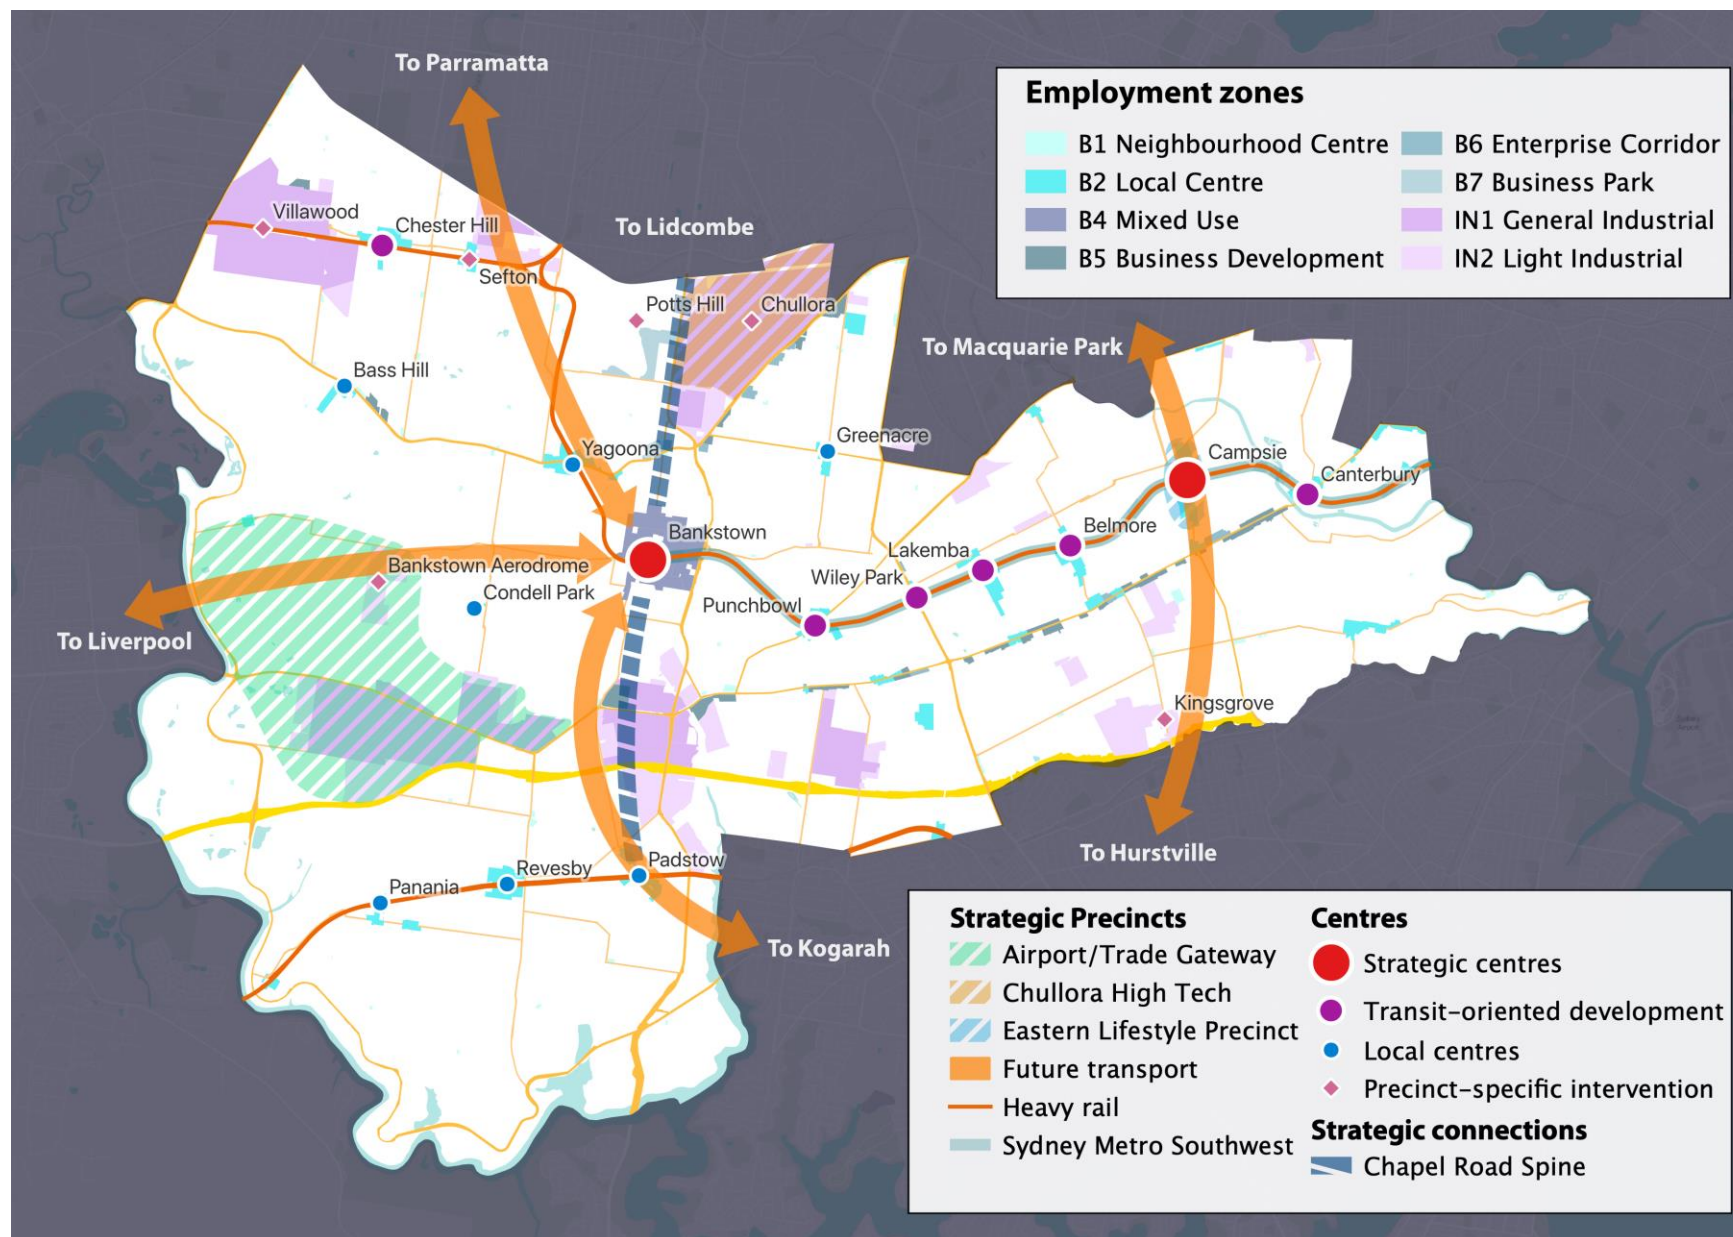 To Parramatta
Employment zones
B1 Neighbourhood Centre
B6 Enterprise Corridor
B2 Local Centre
B7 Business Park
B4 Mixed Use
IN1 General Industrial
B5 Business Development
IN2 Light Industrial
Villawood
Chester Hill
Sefton
To Lidcombe
Potts Hill
Chullora
To Macquarie Park
Bass Hill
Yagoona
Greenacre
Campsie
Canterbury
Bankstown
Belmore
Lakemba
Wiley Park
Punchbowl
Bankstown Aerodrome
Condell Park
To Liverpool
Kingsgrove
To Hurstville
Padstow
Revesby
Panania
To Kogarah
Strategic Precincts
Airport/Trade Gateway
Chullora High Tech
Eastern Lifestyle Precinct
Future transport
Heavy rail
Sydney Metro Southwest
Centres
Strategic centres
Transit-oriented development
Local centres
Precinct-specific intervention
Strategic connections
Chapel Road Spine